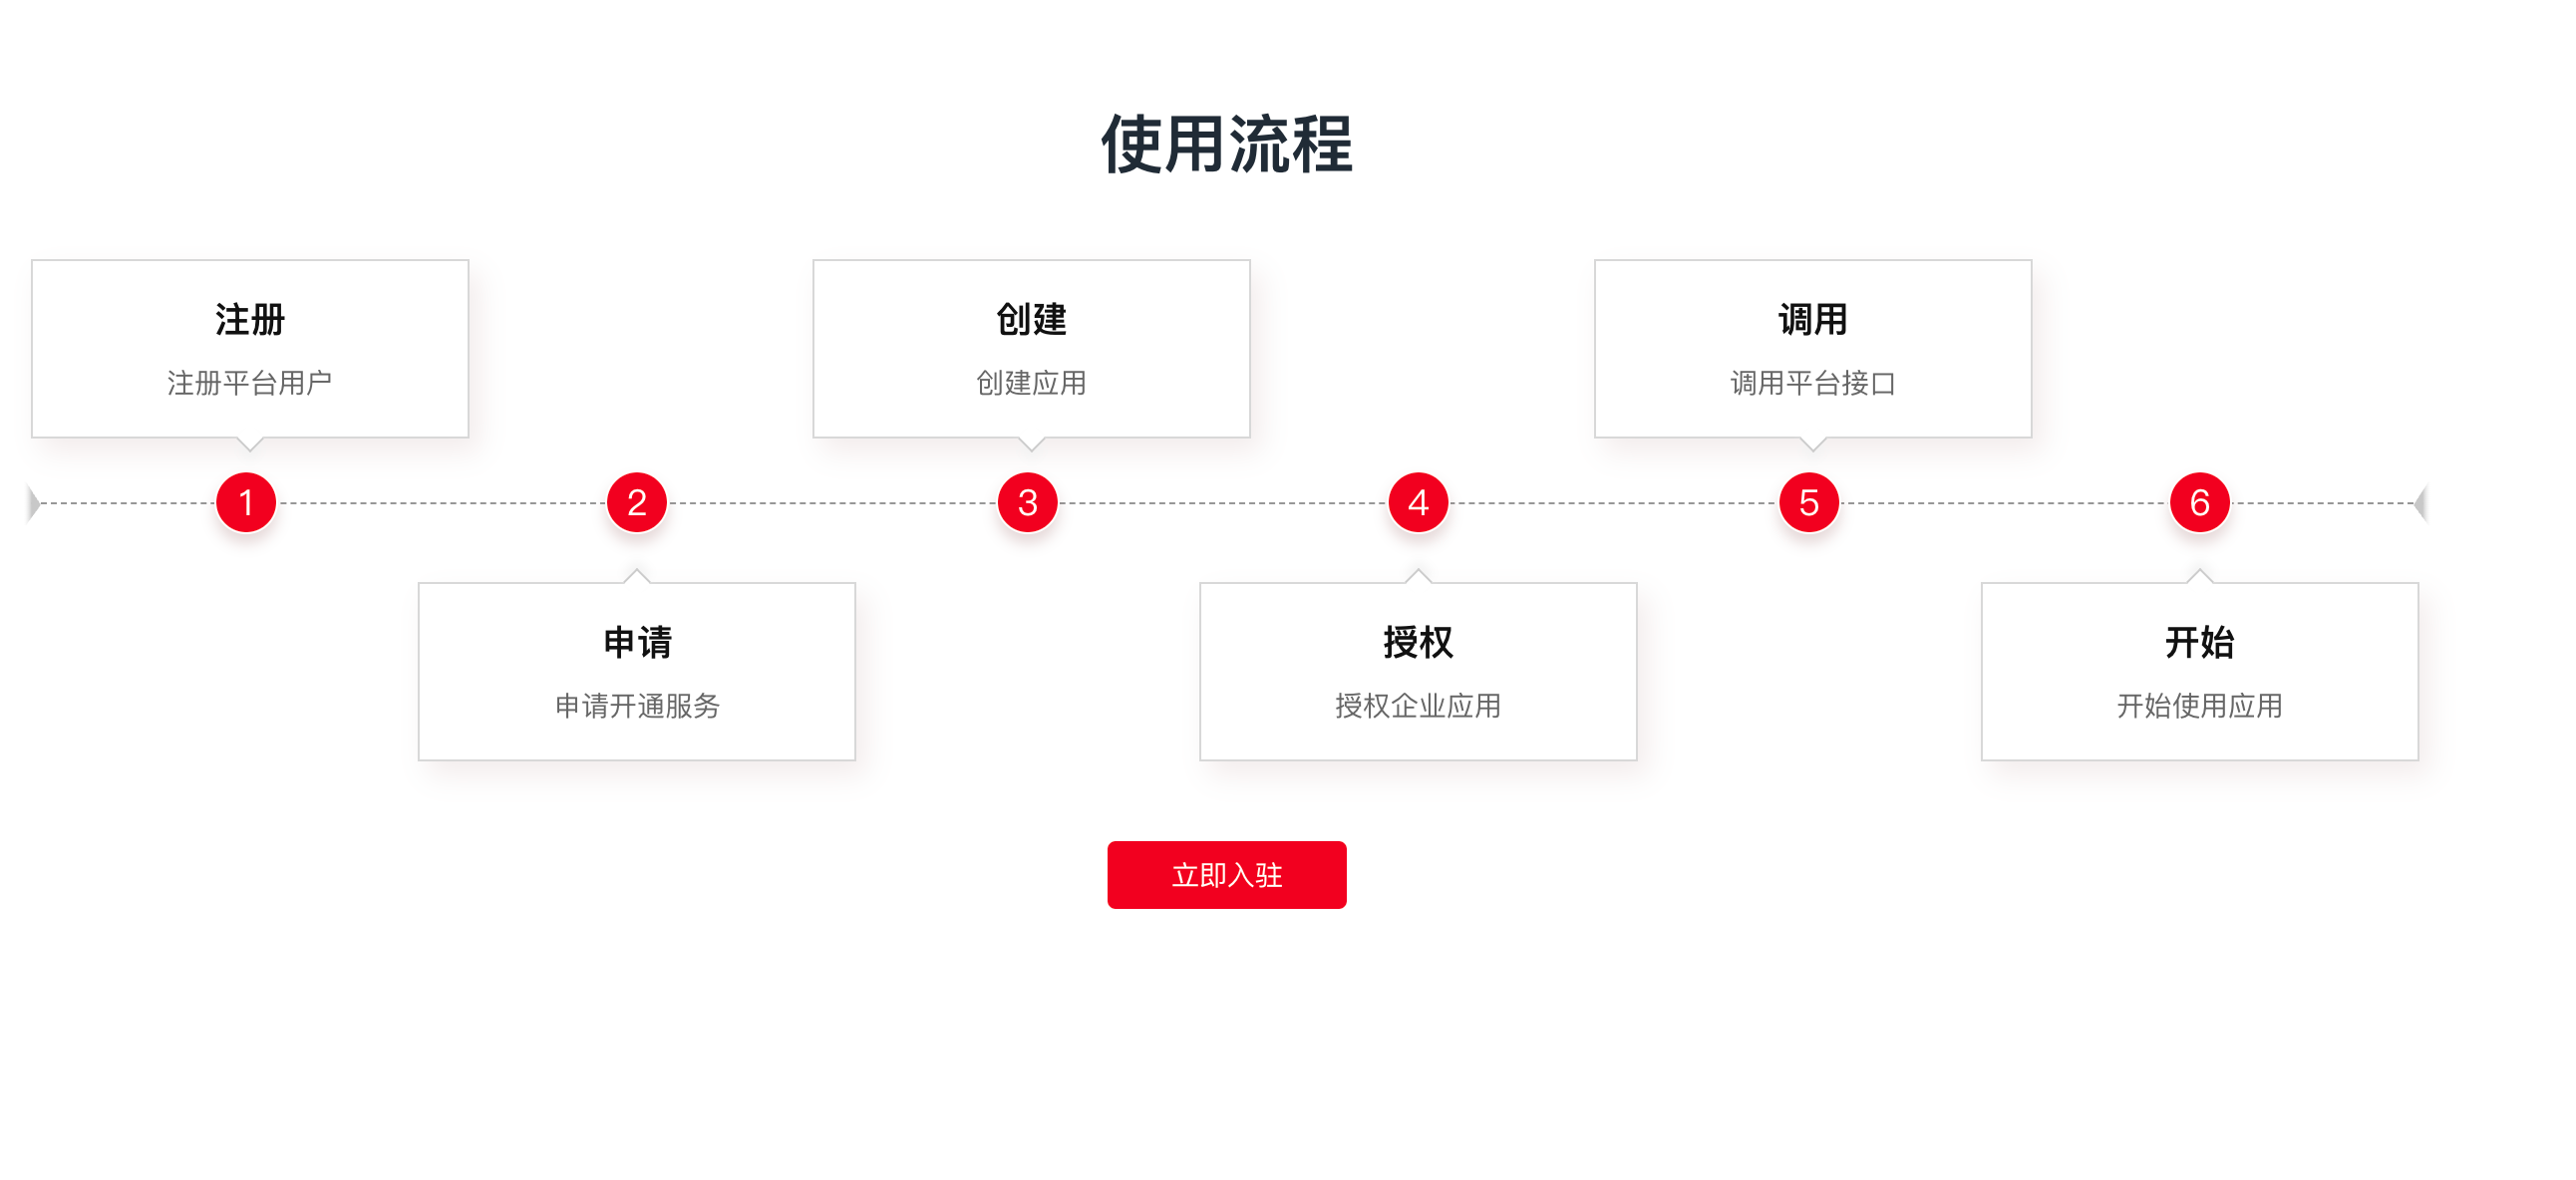 使用流程
注册
注册平台用户
创建
创建应用
调用
调用平台接口
1
2
3
4
5
6
申请
申请开通服务
授权
授权企业应用
开始
开始使用应用
立即入驻